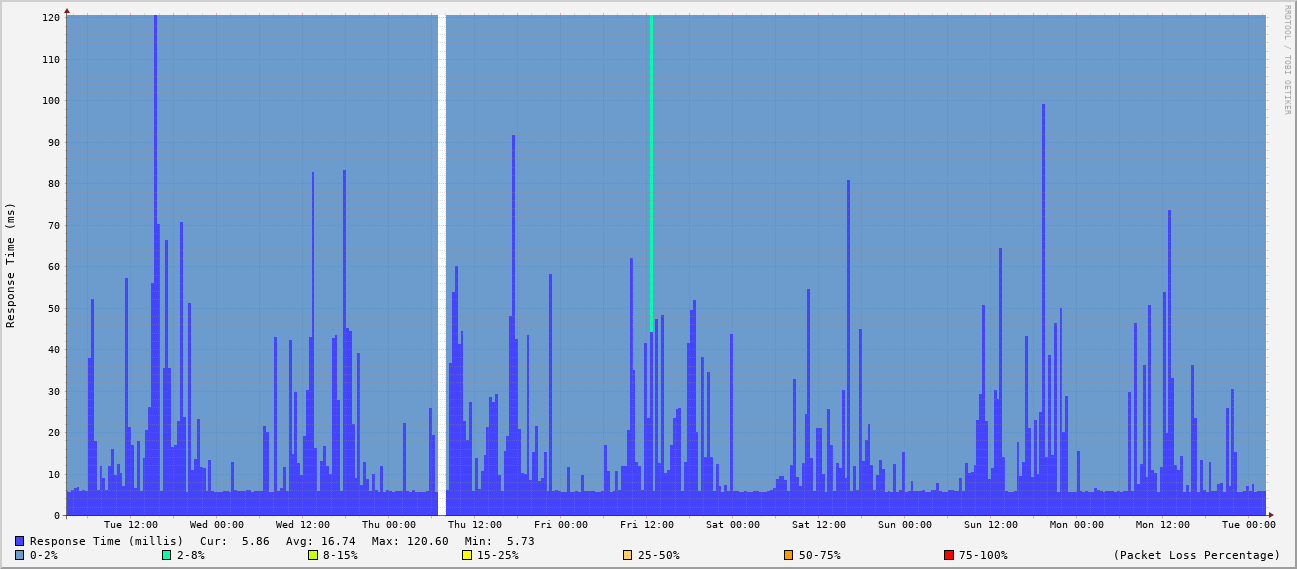 RRDTOOL / TOBI OETIKER
Response Time (ms)
120
110
100
90
80
70
60
50
40
30
20
10
0
Tue 12:00 Wed 00:00 Wed 12:00 Thu 00:00 Thu 12:00 Fri 00:00 Fri 12:00 Sat 00:00 Sat 12:00 Sun 00:00 Sun 12:00 Mon 00:00 Mon 12:00 Tue 00:00
Response Time (millis) Cur: 5.86 Avg: 16.74 Max: 120.60 Min: 5.73
0-2% 2-8% 8-15% 15-25% 25-50% 50-75% 75-100% (Packet Loss Percentage)